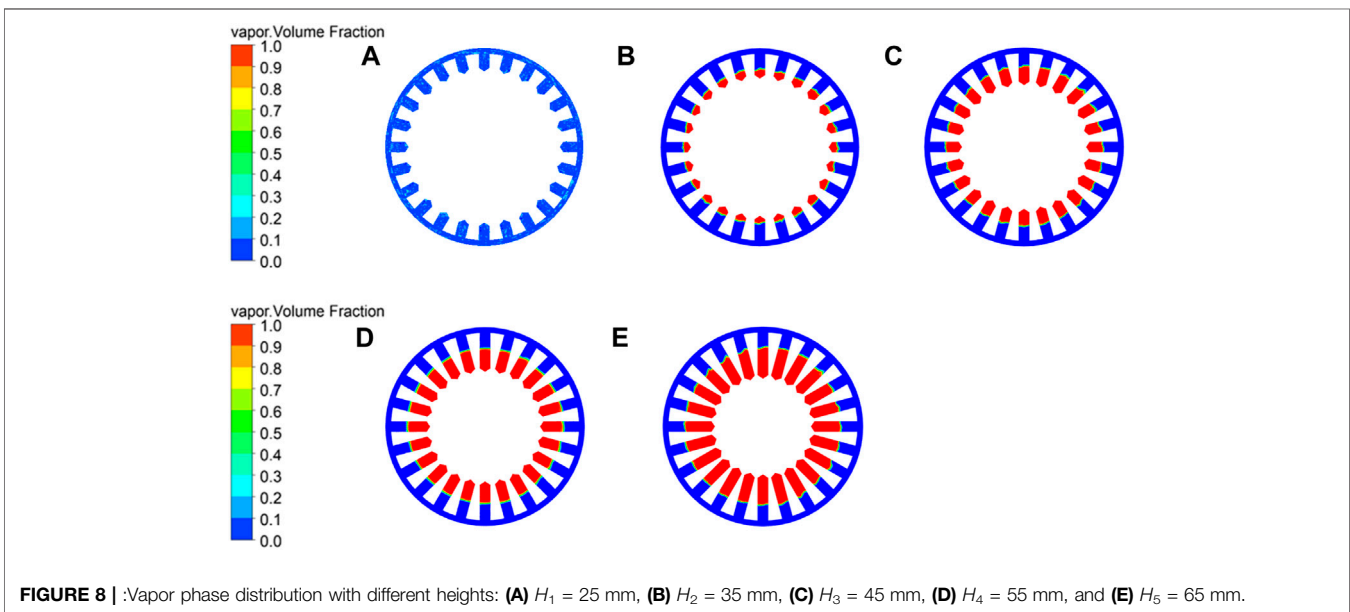 vapor.Volume Fraction
1.0
0.9
0.8
0.7
0.6
0.5
0.4
0.3
0.2
0.1
0.0
A
B
C
vapor.Volume Fraction
1.0
0.9
0.8
0.7
0.6
0.5
0.4
0.3
0.2
0.1
0.0
D
E
FIGURE 8 | :Vapor phase distribution with different heights: (A) H₁ = 25 mm, (B) H₂ = 35 mm, (C) H₃ = 45 mm, (D) H₄ = 55 mm, and (E) H₅ = 65 mm.